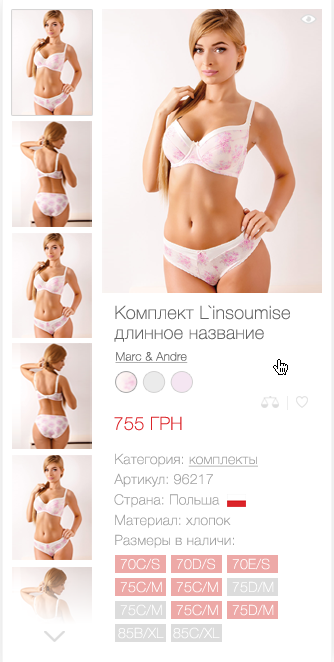 Комплект L`insoumise
длинное название
Marc & Andre
755 ГРН
Категория: комплекты
Артикул: 96217
Страна: Польша
Материал: хлопок
Размеры в наличи:
70C/S 70D/S 70E/S
75C/M 75C/M 75D/M
75C/M 75C/M 75D/M
85B/XL 85C/XL